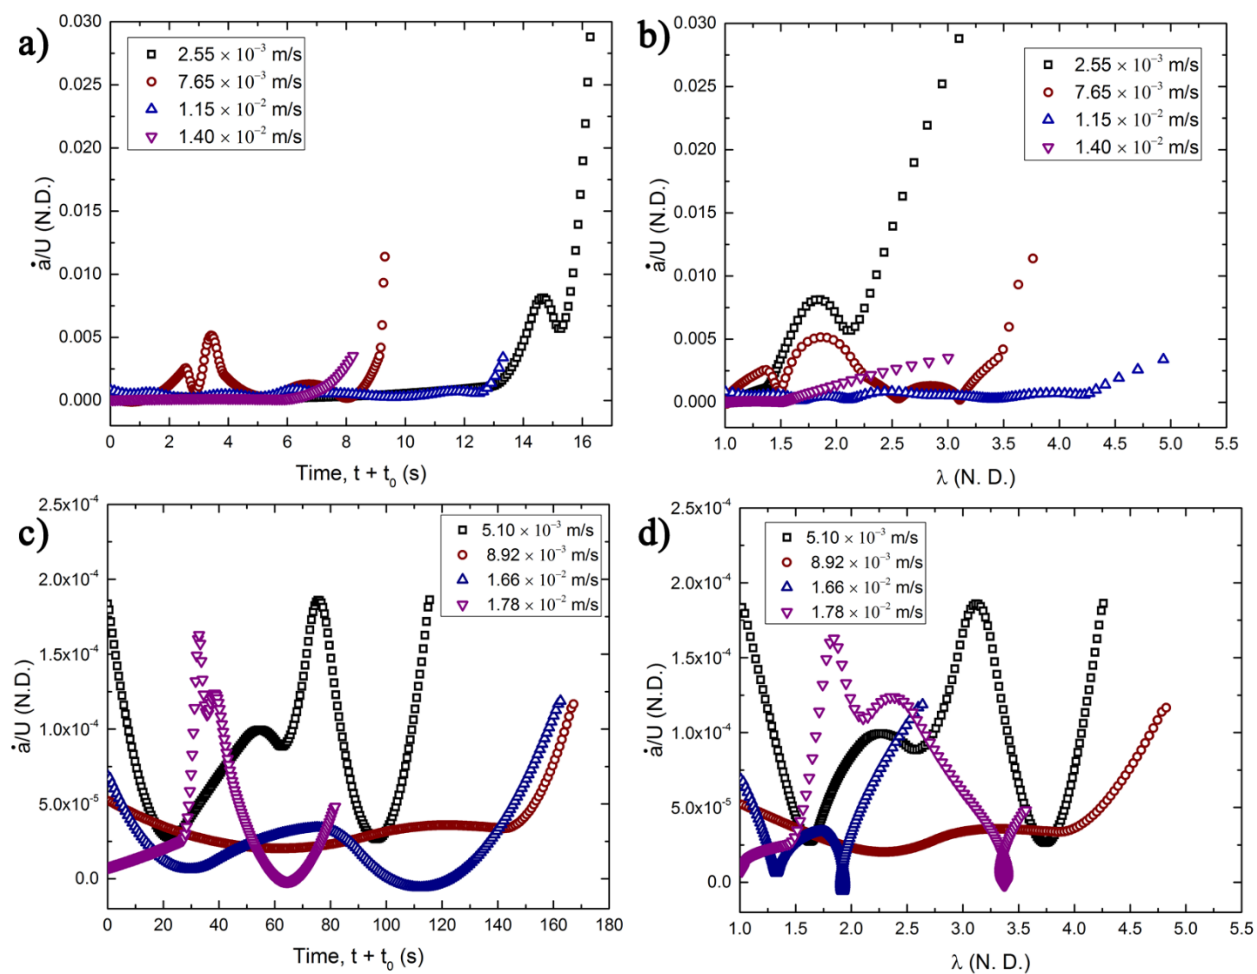 a)
0.030
0.025
0.020
0.015
0.010
0.005
0.000
ȧ/U (N.D.)
2.55 × 10⁻³ m/s
7.65 × 10⁻³ m/s
1.15 × 10⁻² m/s
1.40 × 10⁻² m/s
0 2 4 6 8 10 12 14 16
Time, t + t₀ (s)
b)
0.030
0.025
0.020
0.015
0.010
0.005
0.000
ȧ/U (N.D.)
2.55 × 10⁻³ m/s
7.65 × 10⁻³ m/s
1.15 × 10⁻² m/s
1.40 × 10⁻² m/s
1.0 1.5 2.0 2.5 3.0 3.5 4.0 4.5 5.0 5.5
λ (N. D.)
c)
2.5x10⁻⁴
2.0x10⁻⁴
1.5x10⁻⁴
1.0x10⁻⁴
5.0x10⁻⁵
0.0
ȧ/U (N.D.)
5.10 × 10⁻³ m/s
8.92 × 10⁻³ m/s
1.66 × 10⁻² m/s
1.78 × 10⁻² m/s
0 20 40 60 80 100 120 140 160 180
Time, t + t₀ (s)
d)
2.5x10⁻⁴
2.0x10⁻⁴
1.5x10⁻⁴
1.0x10⁻⁴
5.0x10⁻⁵
0.0
ȧ/U (N.D.)
5.10 × 10⁻³ m/s
8.92 × 10⁻³ m/s
1.66 × 10⁻² m/s
1.78 × 10⁻² m/s
1.0 1.5 2.0 2.5 3.0 3.5 4.0 4.5 5.0 5.5
λ (N. D.)